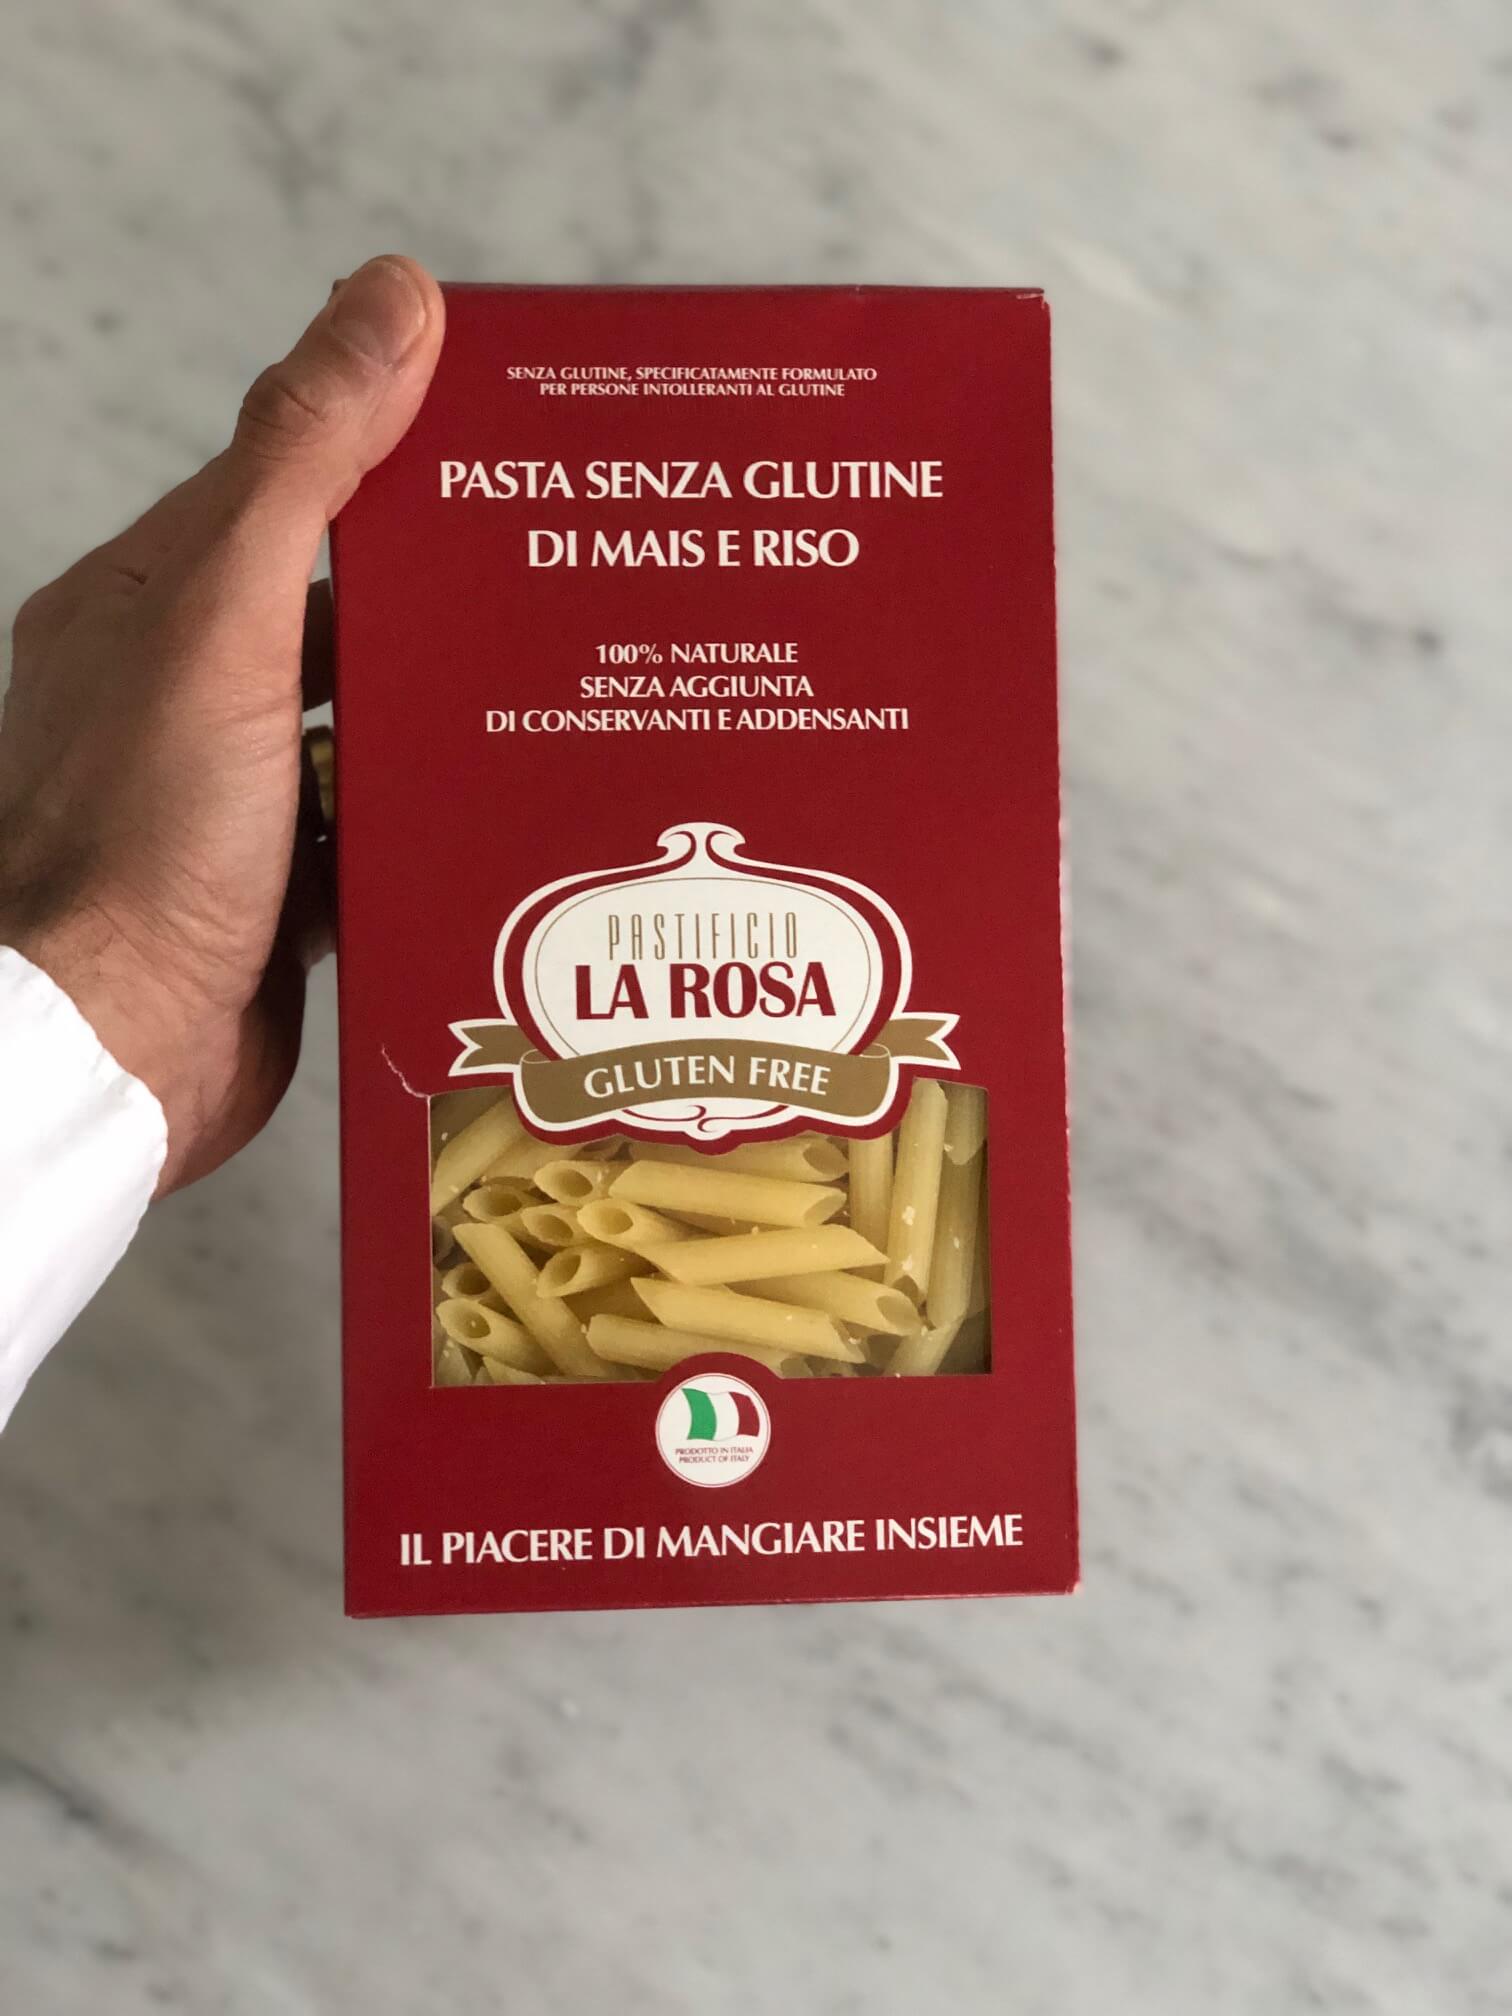 SENZA GLUTINE, SPECIFICATAMENTE FORMULATO
PER PERSONE INTOLLERANTI AL GLUTINE
PASTA SENZA GLUTINE
DI MAIS E RISO
100% NATURALE
SENZA AGGIUNTA
DI CONSERVANTI E ADDENSANTI
PASTIFICIO
LA ROSA
GLUTEN FREE
PRODOTTO IN ITALIA
PRODUCT OF ITALY
IL PIACERE DI MANGIARE INSIEME